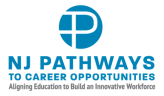 NJ PATHWAYS
TO CAREER OPPORTUNITIES
Aligning Education to Build an Innovative Workforce